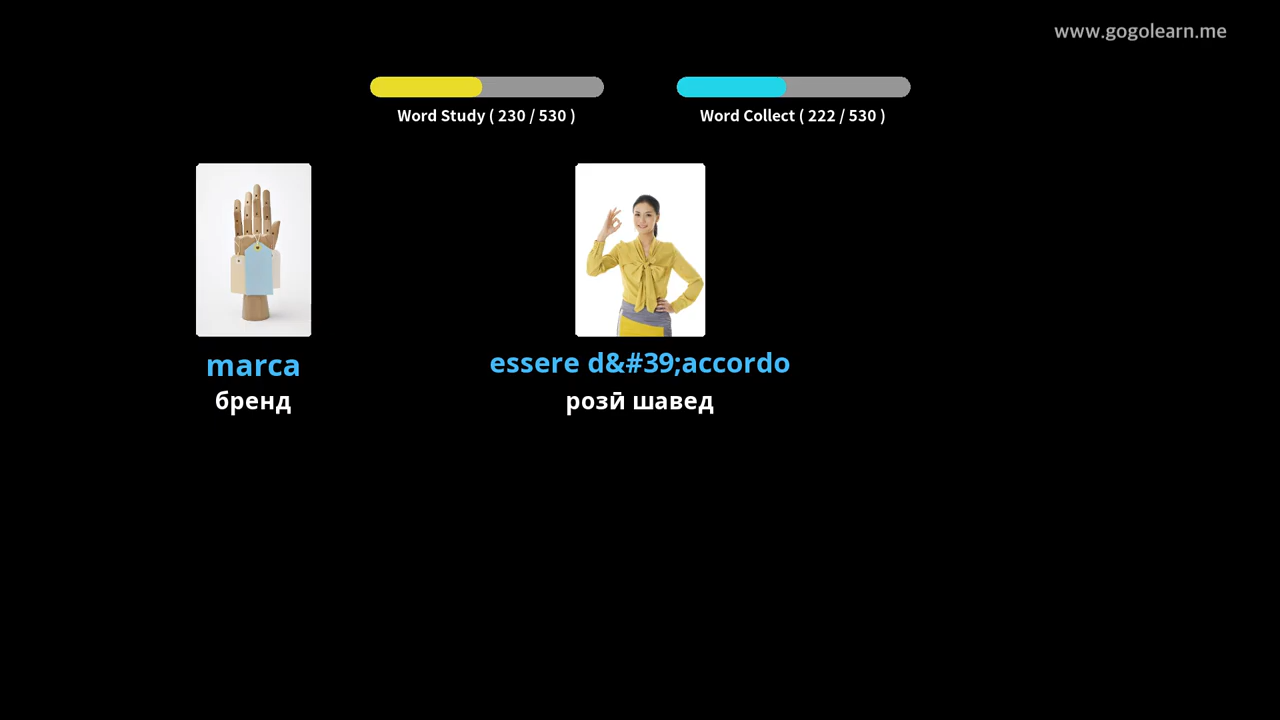 www.gogolearn.me
Word Study ( 230 / 530 )
Word Collect ( 222 / 530 )
marca
бренд
essere d&#39;accordo
розӣ шавед